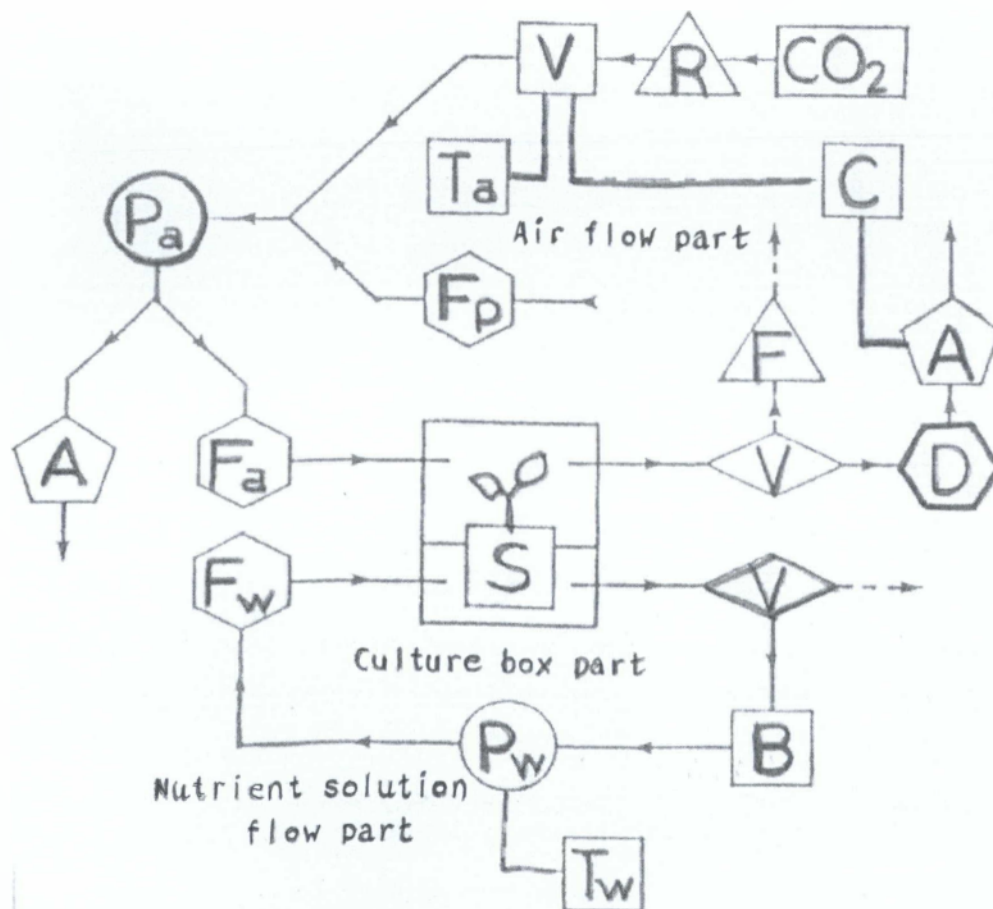 V
R
CO₂
Ta
C
Pa
Air flow part
Fp
F
A
A
Fa
V
D
Fw
S
V
Culture box part
Pw
B
Nutrient solution
flow part
Tw